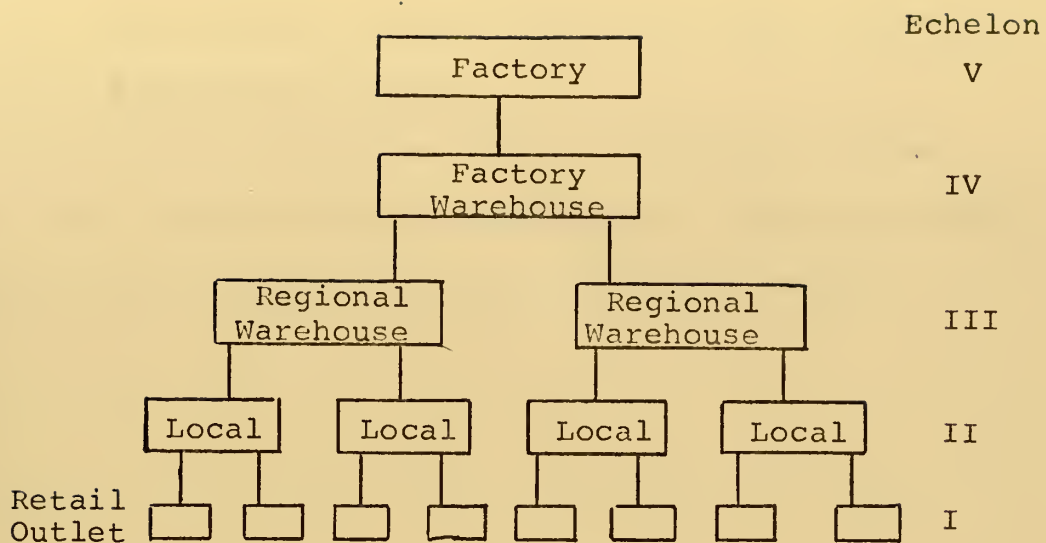 Echelon
Factory
V
Factory
Warehouse
IV
Regional
Warehouse
Regional
Warehouse
III
Local
Local
Local
Local
II
Retail
Outlet
I